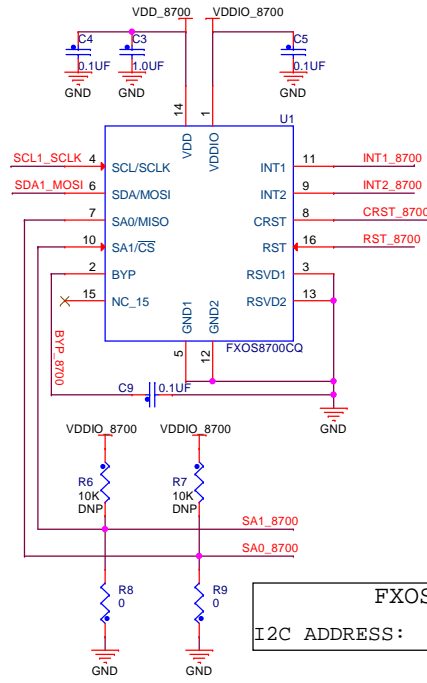 VDD_8700 VDDIO_8700
C4 C3 C5
0.1UF 1.0UF 0.1UF
GND GND GND
14 1 U1
VDD VDDIO
SCL1_SCLK 4 SCL/SCLK INT1 11 INT1_8700
SDA1_MOSI 6 SDA/MOSI INT2 9 INT2_8700
7 SA0/MISO CRST 8 CRST_8700
10 SA1/CS RST 16 RST_8700
2 BYP RSVD1 3
15 NC_15 RSVD2 13
GND1 GND2
5 12 FXOS8700CQ
BYP_8700
C9 0.1UF
GND
VDDIO_8700 VDDIO_8700
R6 R7
10K 10K
DNP DNP
SA1_8700
SA0_8700
R8 R9
0 0
GND GND
FXOS
I2C ADDRESS: